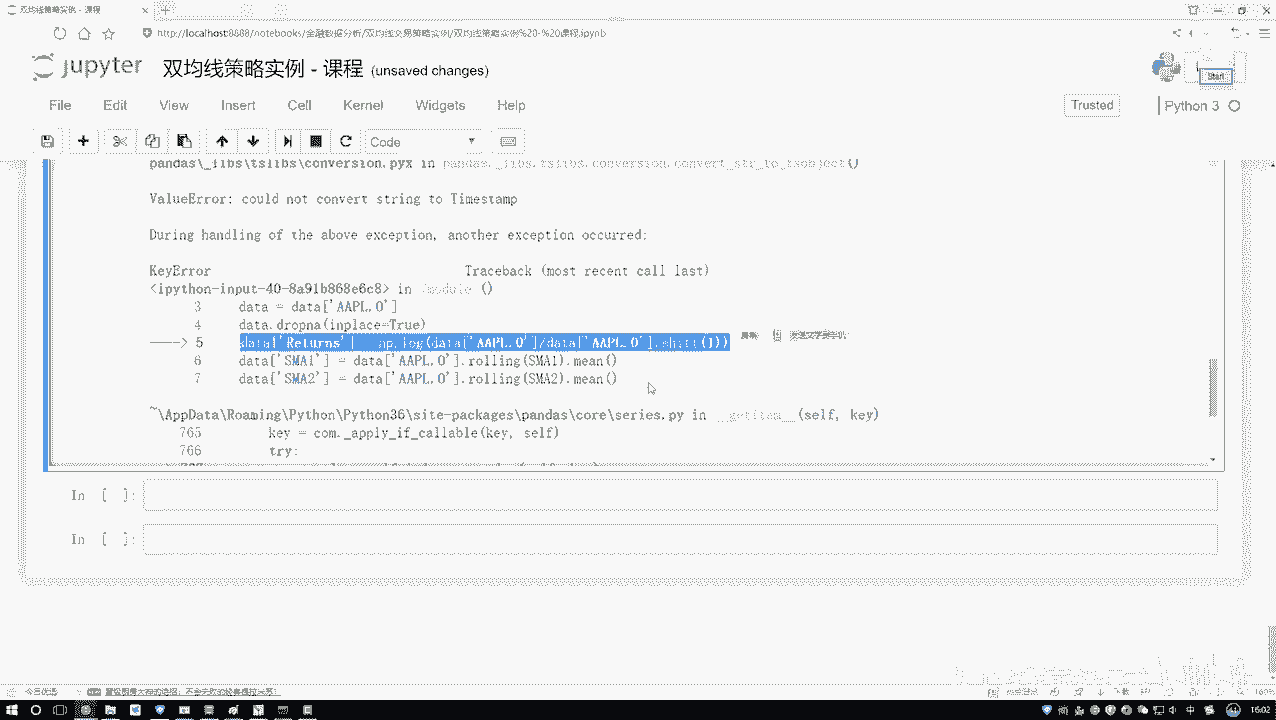 双均线策略实例 - 课程
http://localhost:8888/notebooks/金融数据分析/双均线交易策略实例/双均线策略实例%20-%20课程.ipynb
jupyter 双均线策略实例 - 课程 (unsaved changes)
Start
File Edit View Insert Cell Kernel Widgets Help
Trusted Python 3
Code
pandas\_libs\tslibs\conversion.pyx in pandas._libs.tslibs.conversion.convert_str_to_tsobject()
ValueError: could not convert string to Timestamp
During handling of the above exception, another exception occurred:
KeyError Traceback (most recent call last)
<ipython-input-40-8a91b868e6c8> in <module>()
3 data = data['AAPL.O']
4 data.dropna(inplace=True)
----> 5 data['Returns'] = np.log(data['AAPL.O']/data['AAPL.O'].shift(1))
6 data['SMA1'] = data['AAPL.O'].rolling(SMA1).mean()
7 data['SMA2'] = data['AAPL.O'].rolling(SMA2).mean()
~\AppData\Roaming\Python\Python36\site-packages\pandas\core\series.py in __getitem__(self, key)
765 key = com._apply_if_callable(key, self)
766 try:
In [ ]:
In [ ]:
今日优选
中
16:02